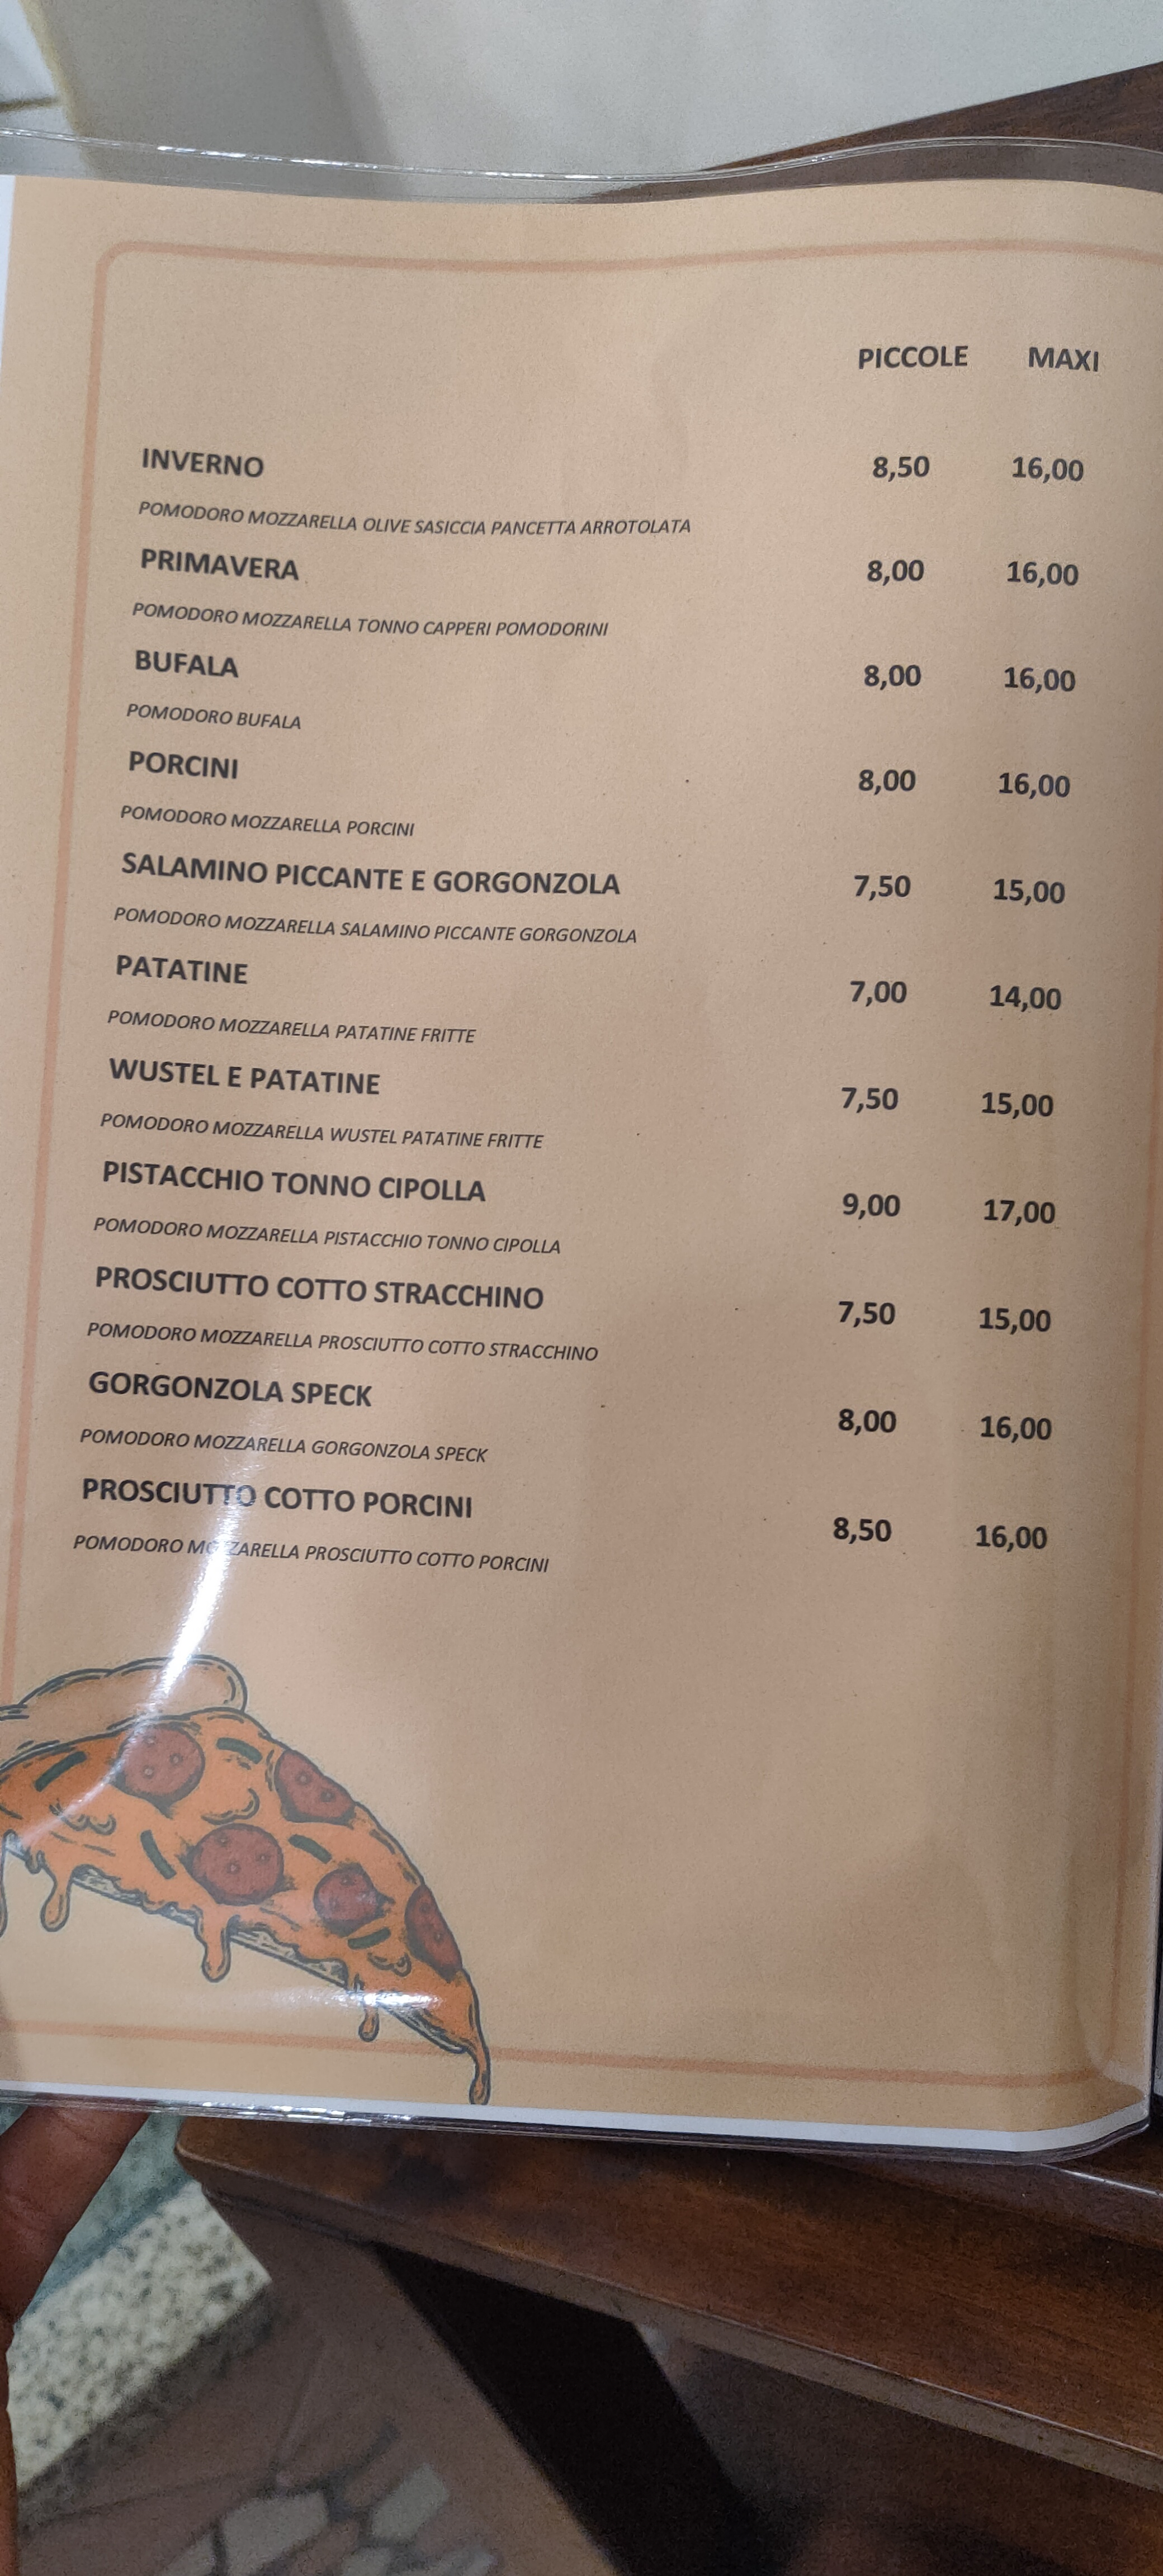 PICCOLE MAXI
INVERNO 8,50 16,00
POMODORO MOZZARELLA OLIVE SASICCIA PANCETTA ARROTOLATA
PRIMAVERA 8,00 16,00
POMODORO MOZZARELLA TONNO CAPPERI POMODORINI
BUFALA 8,00 16,00
POMODORO BUFALA
PORCINI 8,00 16,00
POMODORO MOZZARELLA PORCINI
SALAMINO PICCANTE E GORGONZOLA 7,50 15,00
POMODORO MOZZARELLA SALAMINO PICCANTE GORGONZOLA
PATATINE 7,00 14,00
POMODORO MOZZARELLA PATATINE FRITTE
WUSTEL E PATATINE 7,50 15,00
POMODORO MOZZARELLA WUSTEL PATATINE FRITTE
PISTACCHIO TONNO CIPOLLA 9,00 17,00
POMODORO MOZZARELLA PISTACCHIO TONNO CIPOLLA
PROSCIUTTO COTTO STRACCHINO 7,50 15,00
POMODORO MOZZARELLA PROSCIUTTO COTTO STRACCHINO
GORGONZOLA SPECK 8,00 16,00
POMODORO MOZZARELLA GORGONZOLA SPECK
PROSCIUTTO COTTO PORCINI 8,50 16,00
POMODORO MOZZARELLA PROSCIUTTO COTTO PORCINI